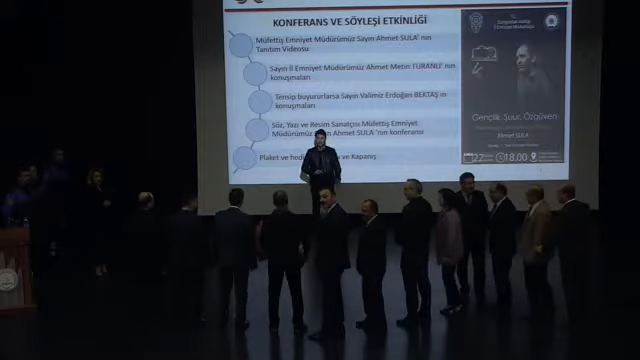 KONFERANS VE SÖYLEŞİ ETKİNLİĞİ
Müfettiş Emniyet Müdürümüz Sayın Ahmet SULA' nın
Tanıtım Videosu
Sayın İl Emniyet Müdürümüz Ahmet Metin TURANLI' nın
konuşmaları
Tensip buyururlarsa Sayın Valimiz Erdoğan BEKTAŞ'ın
konuşmaları
Söz, Yazı ve Resim Sanatçısı Müfettiş Emniyet
Müdürümüz Ahmet SULA 'nın konferansı
Plaket ve ve Kapanış
Gençlik, Şuur, Özgüven
Ahmet SULA
22
18.00